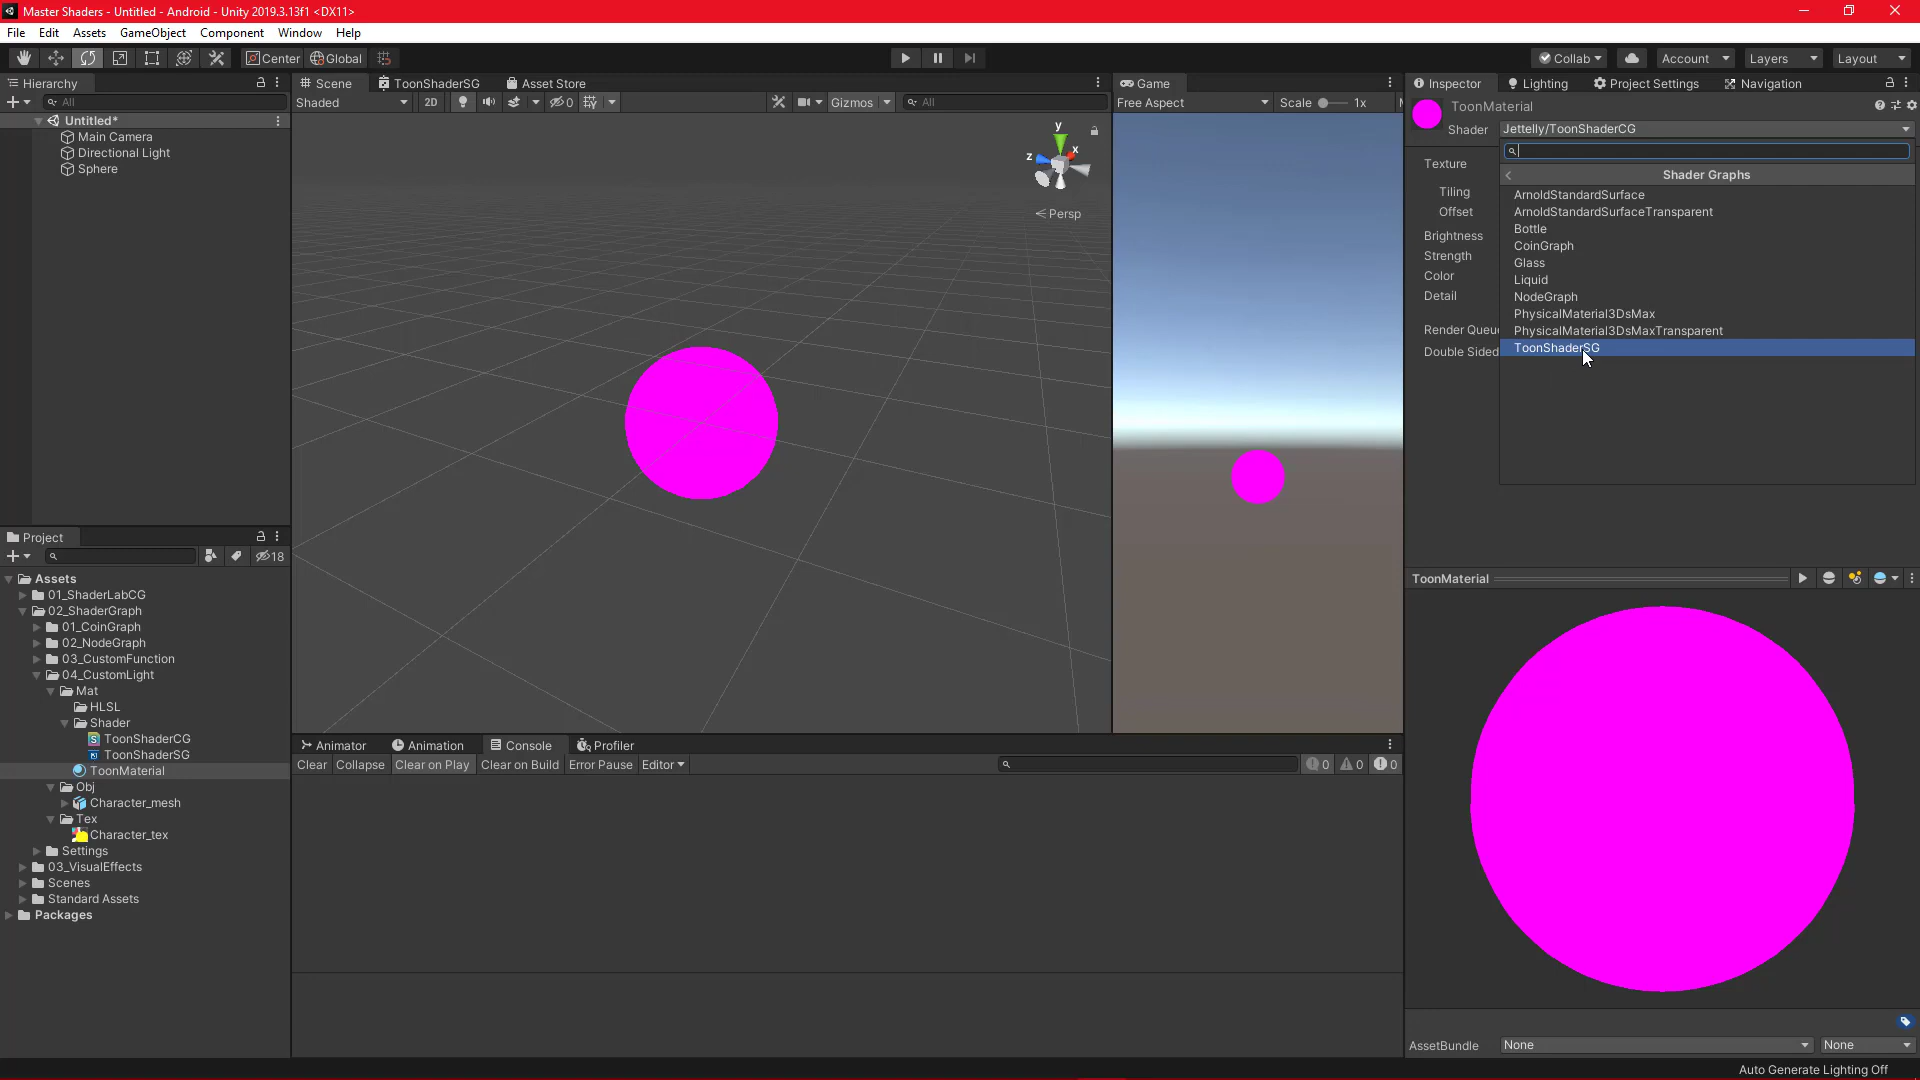 Master Shaders - Untitled - Android - Unity 2019.3.13f1 <DX11>
File Edit Assets GameObject Component Window Help
Center Global
Collab Account Layers Layout
Hierarchy
All
Untitled*
Main Camera
Directional Light
Sphere
Scene ToonShaderSG Asset Store
Shaded 2D 0 Gizmos All
y
x
z
Persp
Game
Free Aspect Scale 1x
Inspector Lighting Project Settings Navigation
ToonMaterial
Shader Jettelly/ToonShaderCG
Texture
Tiling
Offset
Brightness
Strength
Color
Detail
Render Queu
Double Sided
Shader Graphs
ArnoldStandardSurface
ArnoldStandardSurfaceTransparent
Bottle
CoinGraph
Glass
Liquid
NodeGraph
PhysicalMaterial3DsMax
PhysicalMaterial3DsMaxTransparent
ToonShaderSG
Project
18
Assets
01_ShaderLabCG
02_ShaderGraph
01_CoinGraph
02_NodeGraph
03_CustomFunction
04_CustomLight
Mat
HLSL
Shader
ToonShaderCG
ToonShaderSG
ToonMaterial
Obj
Character_mesh
Tex
Character_tex
Settings
03_VisualEffects
Scenes
Standard Assets
Packages
Animator Animation Console Profiler
Clear Collapse Clear on Play Clear on Build Error Pause Editor 0 0 0
ToonMaterial
AssetBundle None None
Auto Generate Lighting Off